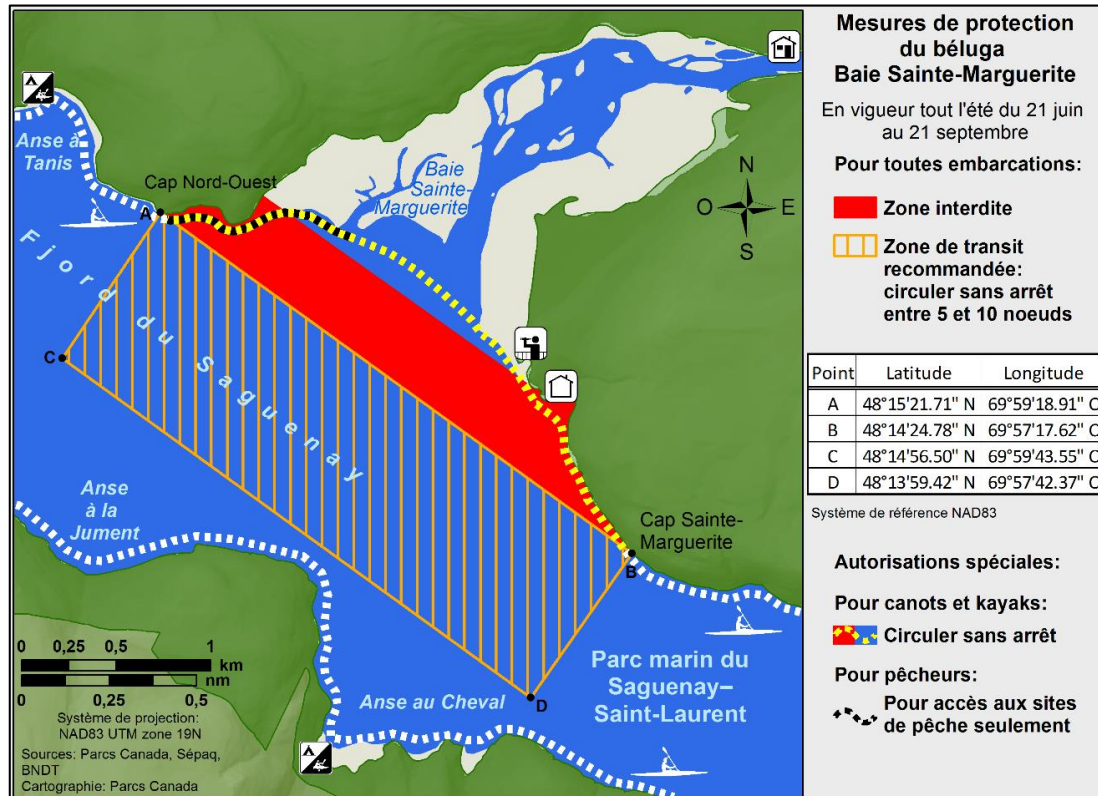 Mesures de protection
du béluga
Baie Sainte-Marguerite
En vigueur tout l'été du 21 juin
au 21 septembre
Pour toutes embarcations:
Zone interdite
Zone de transit
recommandée:
circuler sans arrêt
entre 5 et 10 noeuds
Point Latitude Longitude
A 48°15'21.71" N 69°59'18.91" O
B 48°14'24.78" N 69°57'17.62" O
C 48°14'56.50" N 69°59'43.55" O
D 48°13'59.42" N 69°57'42.37" O
Système de référence NAD83
Autorisations spéciales:
Pour canots et kayaks:
Circuler sans arrêt
Pour pêcheurs:
Pour accès aux sites
de pêche seulement
Anse à
Tanis
Cap Nord-Ouest
Baie
Sainte-
Marguerite
N
O E
S
A
Fjord du Saguenay
C
Anse
à la
Jument
Cap Sainte-
Marguerite
B
Parc marin du
Saguenay–
Saint-Laurent
D
Anse au Cheval
0 0,25 0,5 1
km
nm
0 0,25 0,5
Système de projection:
NAD83 UTM zone 19N
Sources: Parcs Canada, Sépaq,
BNDT
Cartographie: Parcs Canada